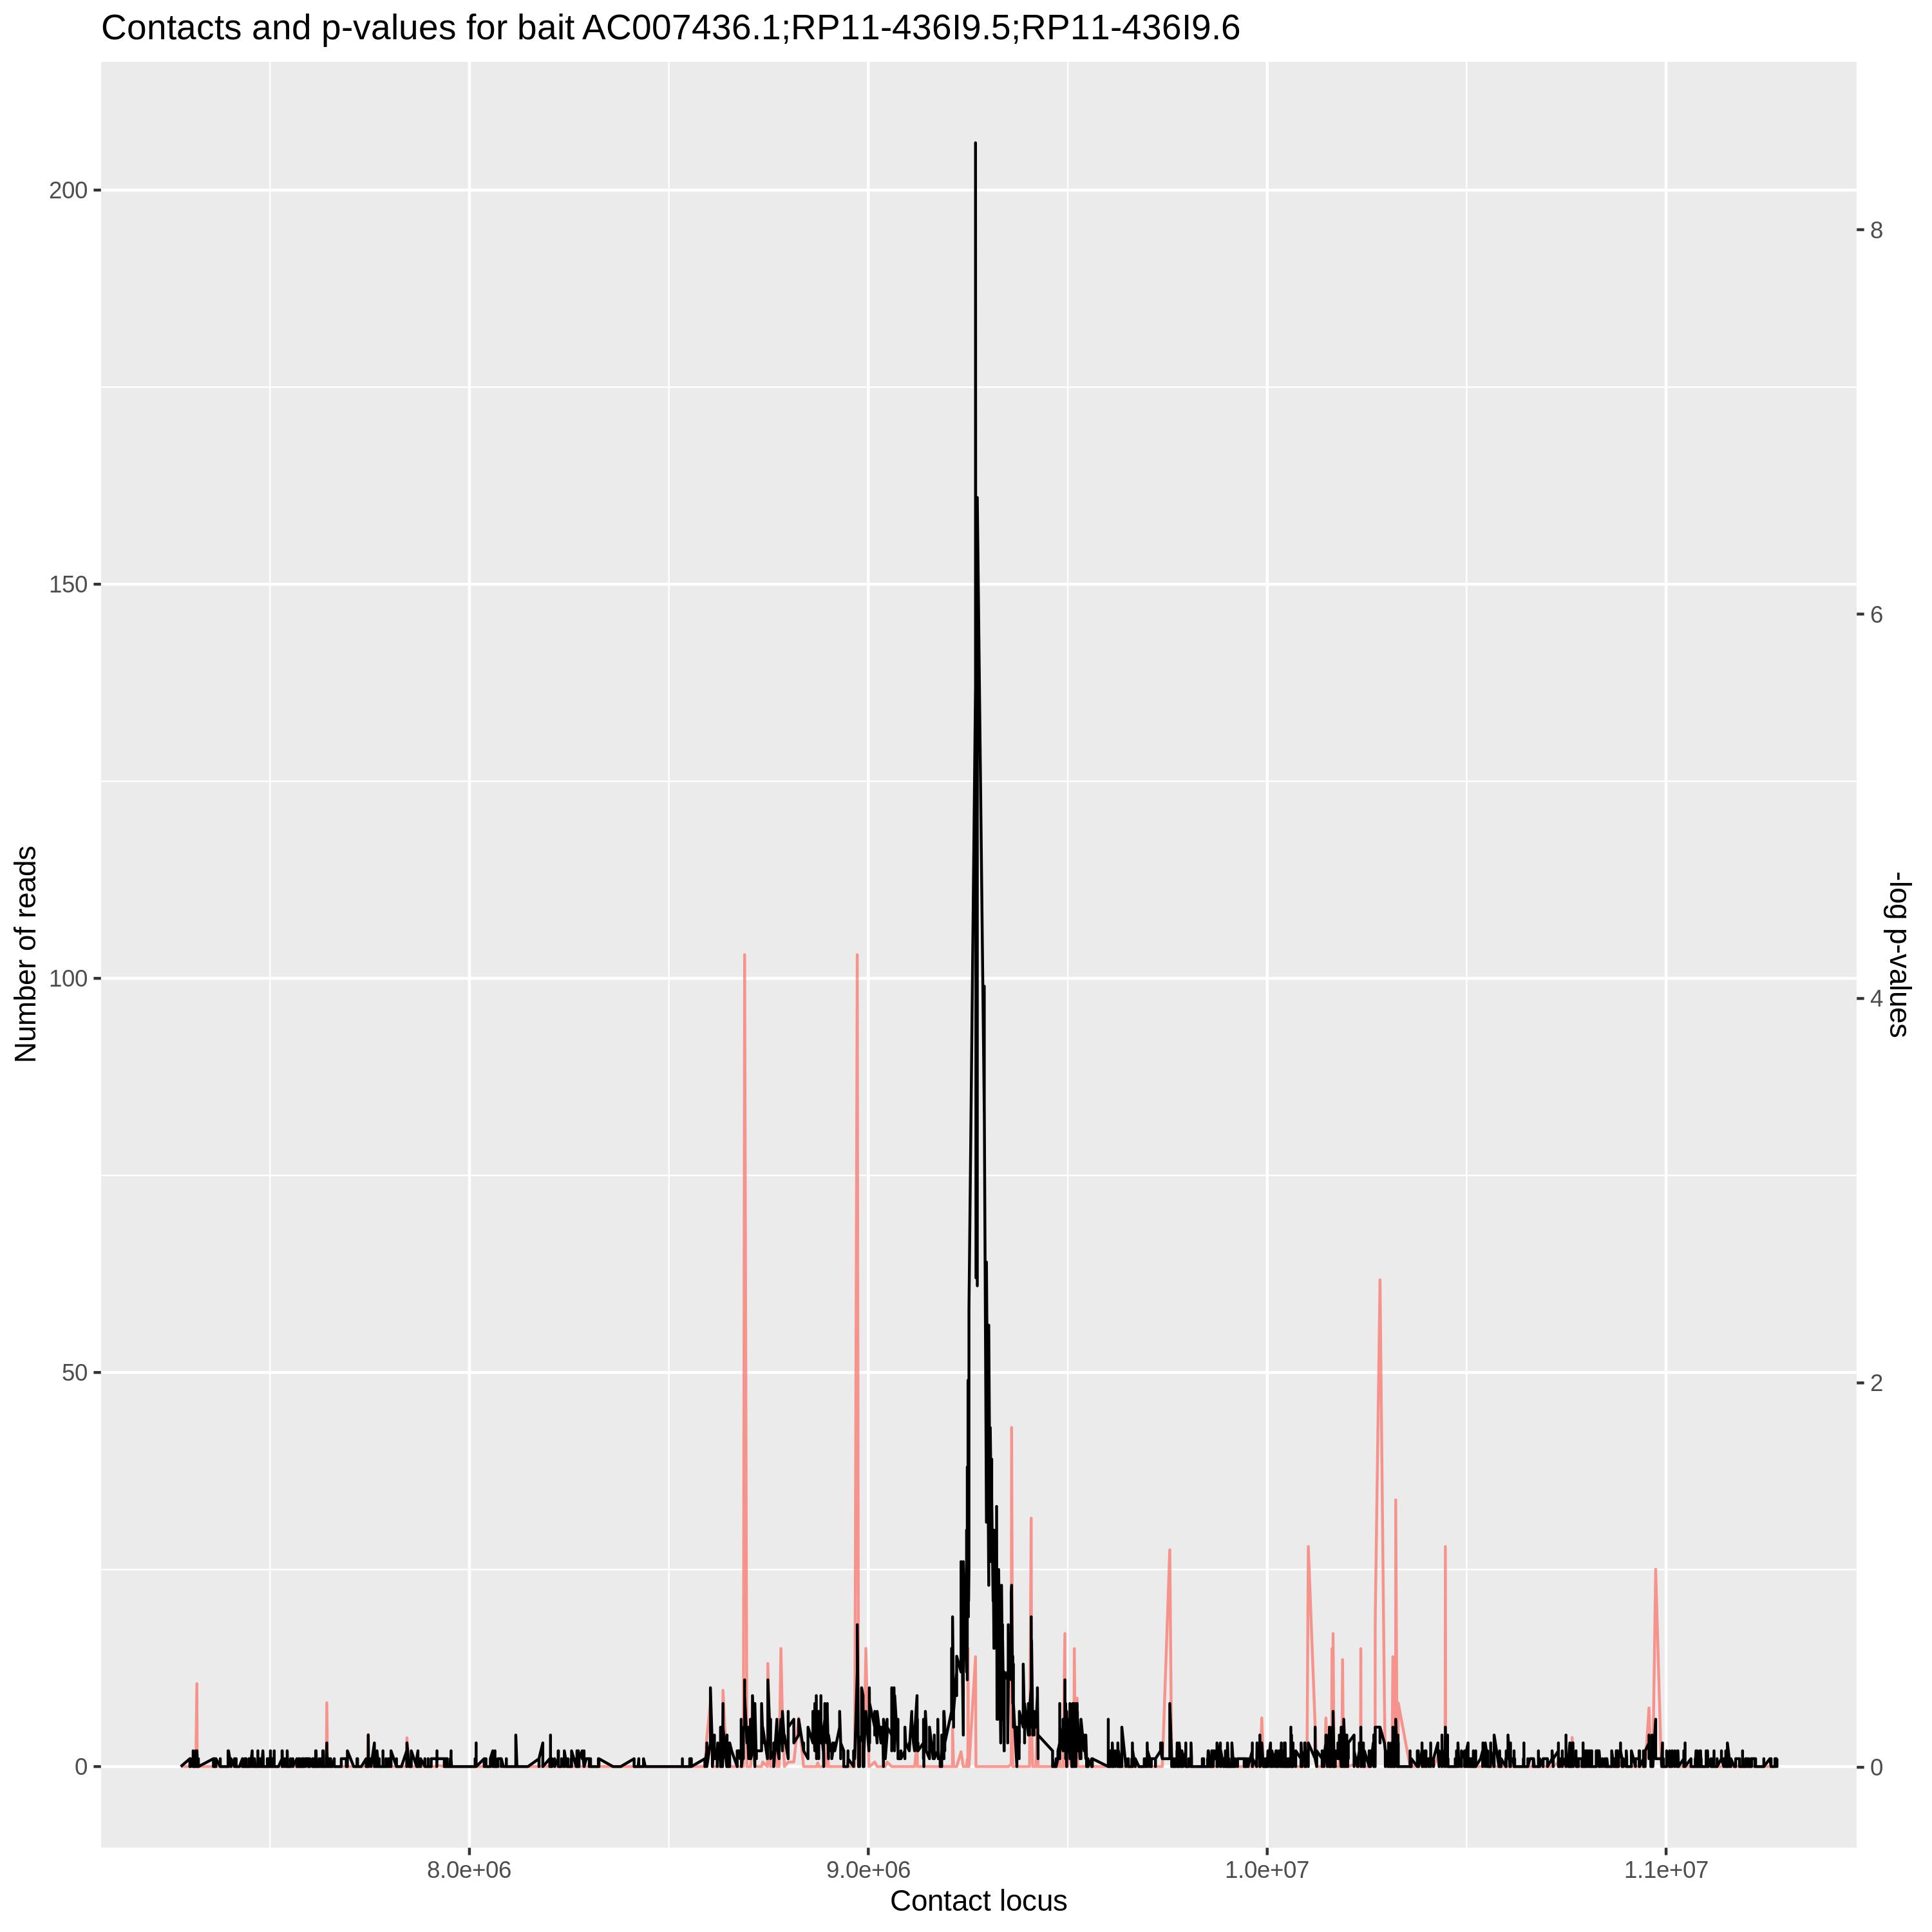 Contacts and p-values for bait AC007436.1;RP11-436I9.5;RP11-436I9.6
200
150
100
50
0
Number of reads
8
6
4
2
0
-log p-values
8.0e+06
9.0e+06
1.0e+07
1.1e+07
Contact locus